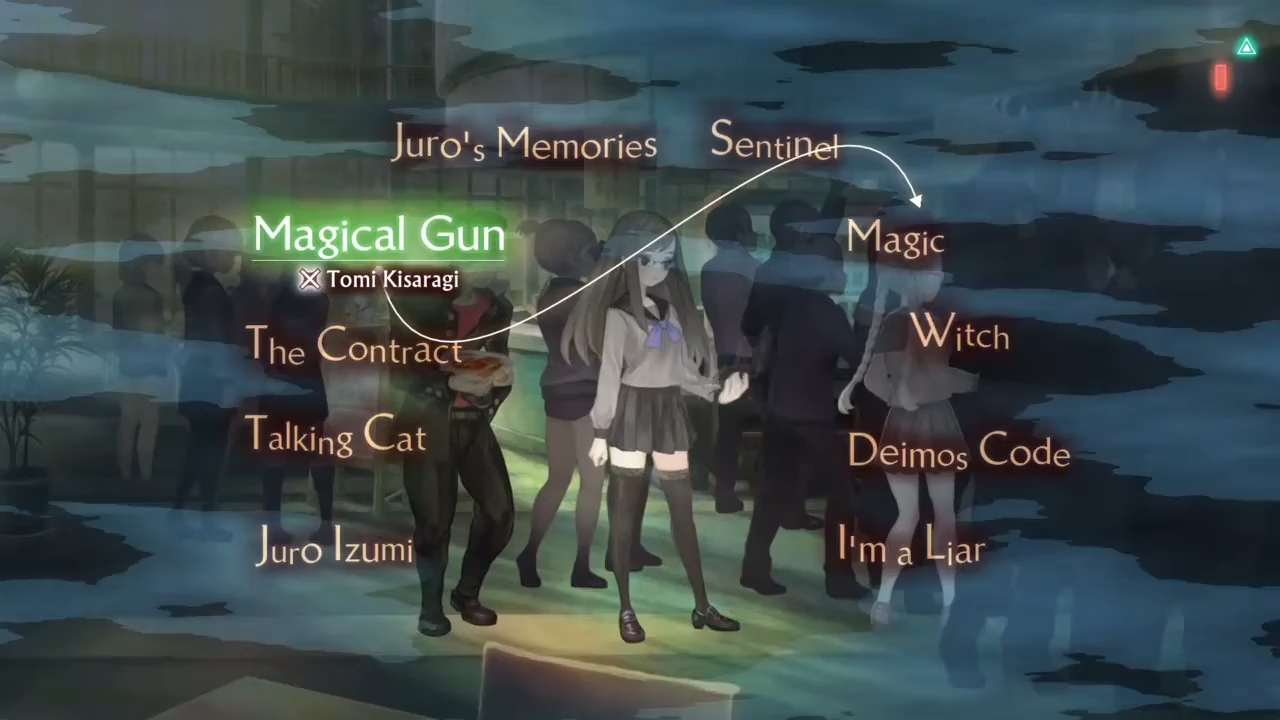 Juro's Memories
Sentinel
Magical Gun
Tomi Kisaragi
Magic
Witch
The Contract
Talking Cat
Deimos Code
Juro Izumi
I'm a Liar